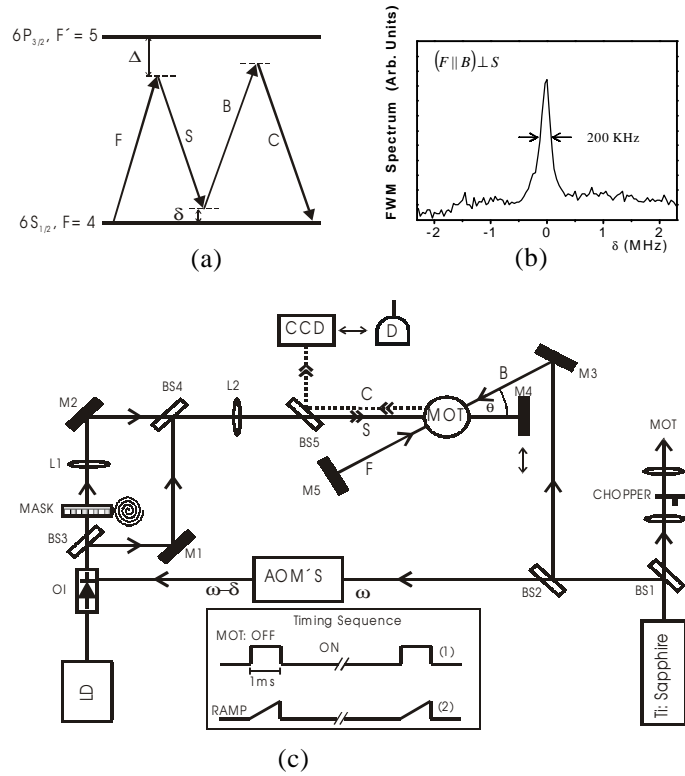 6P3/2, F´ = 5
Δ
F
S
B
C
δ
6S1/2, F = 4
(a)
FWM Spectrum (Arb. Units)
(F || B) ⊥ S
200 KHz
-2
-1
0
1
2
δ (MHz)
(b)
CCD
D
M2
BS4
L2
BS5
C
S
F
MOT
B
θ
M4
M3
M5
L1
MASK
BS3
M1
OI
LD
ω-δ
AOM´S
ω
BS2
BS1
MOT
CHOPPER
Ti: Sapphire
Timing Sequence
MOT: OFF
ON
(1)
1ms
RAMP
(2)
(c)